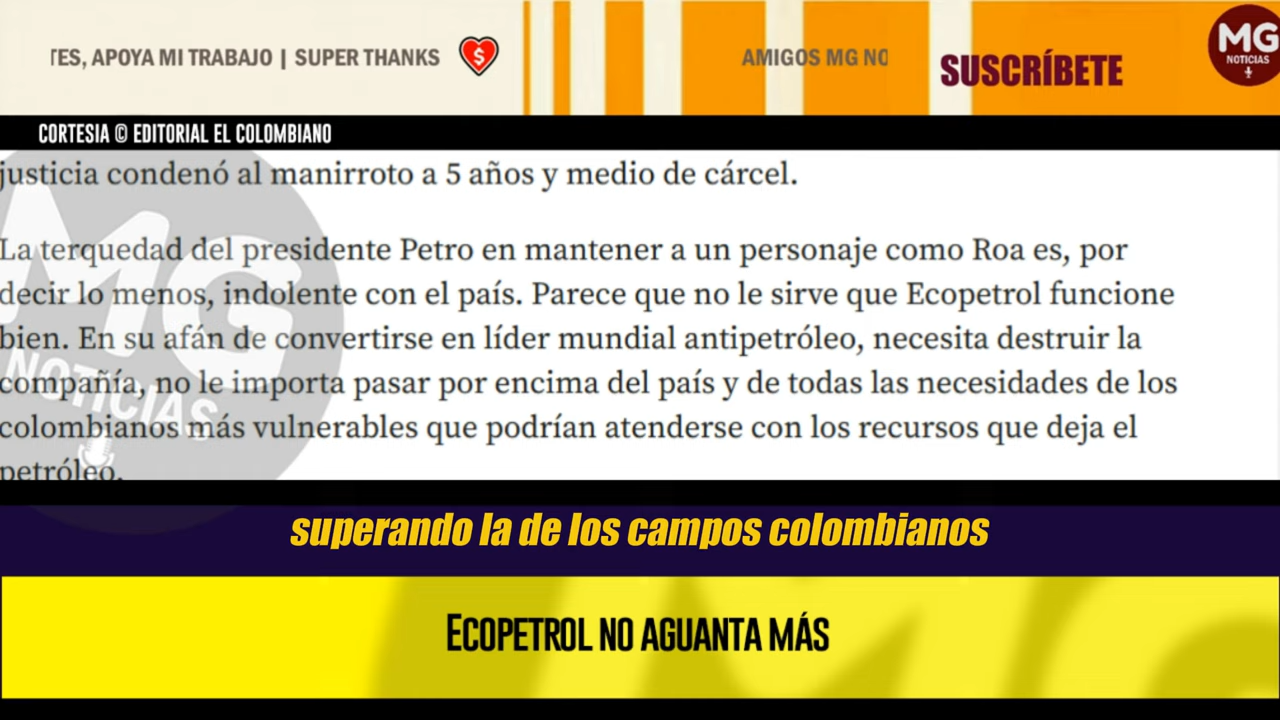 TES, APOYA MI TRABAJO | SUPER THANKS
AMIGOS MG NO
SUSCRÍBETE
MG
NOTICIAS
CORTESIA © EDITORIAL EL COLOMBIANO
justicia condenó al manirroto a 5 años y medio de cárcel.
La terquedad del presidente Petro en mantener a un personaje como Roa es, por
decir lo menos, indolente con el país. Parece que no le sirve que Ecopetrol funcione
bien. En su afán de convertirse en líder mundial antipetróleo, necesita destruir la
compañía, no le importa pasar por encima del país y de todas las necesidades de los
colombianos más vulnerables que podrían atenderse con los recursos que deja el
petróleo.
MG
NOTICIAS
superando la de los campos colombianos
ECOPETROL NO AGUANTA MÁS